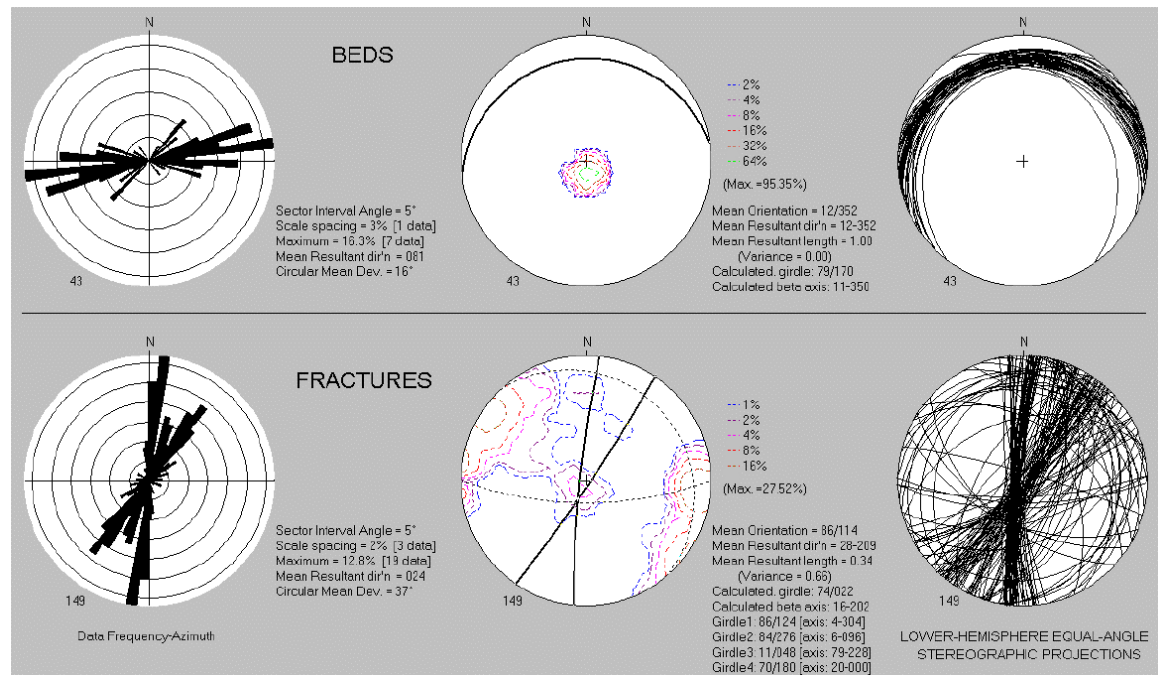 N
BEDS
N
N
2%
4%
8%
16%
32%
64%
(Max. =95.35%)
Sector Interval Angle = 5°
Scale spacing = 3% [1 data]
Maximum = 16.3% [7 data]
Mean Resultant dir'n = 081
Circular Mean Dev. = 16°
43
Mean Orientation = 12/352
Mean Resultant dir'n = 12-352
Mean Resultant length = 1.00
(Variance = 0.00)
Calculated. girdle: 79/170
Calculated beta axis: 11-350
43
43
N
FRACTURES
N
N
1%
2%
4%
8%
16%
(Max. =27.52%)
Sector Interval Angle = 5°
Scale spacing = 2% [3 data]
Maximum = 12.8% [19 data]
Mean Resultant dir'n = 024
Circular Mean Dev. = 37°
149
Mean Orientation = 86/114
Mean Resultant dir'n = 28-209
Mean Resultant length = 0.34
(Variance = 0.66)
Calculated. girdle: 74/022
Calculated beta axis: 16-202
Girdle1: 86/124 [axis: 4-304]
Girdle2: 84/276 [axis: 6-096]
Girdle3: 11/048 [axis: 79-228]
Girdle4: 70/180 [axis: 20-000]
149
149
Data Frequency-Azimuth
LOWER-HEMISPHERE EQUAL-ANGLE
STEREOGRAPHIC PROJECTIONS